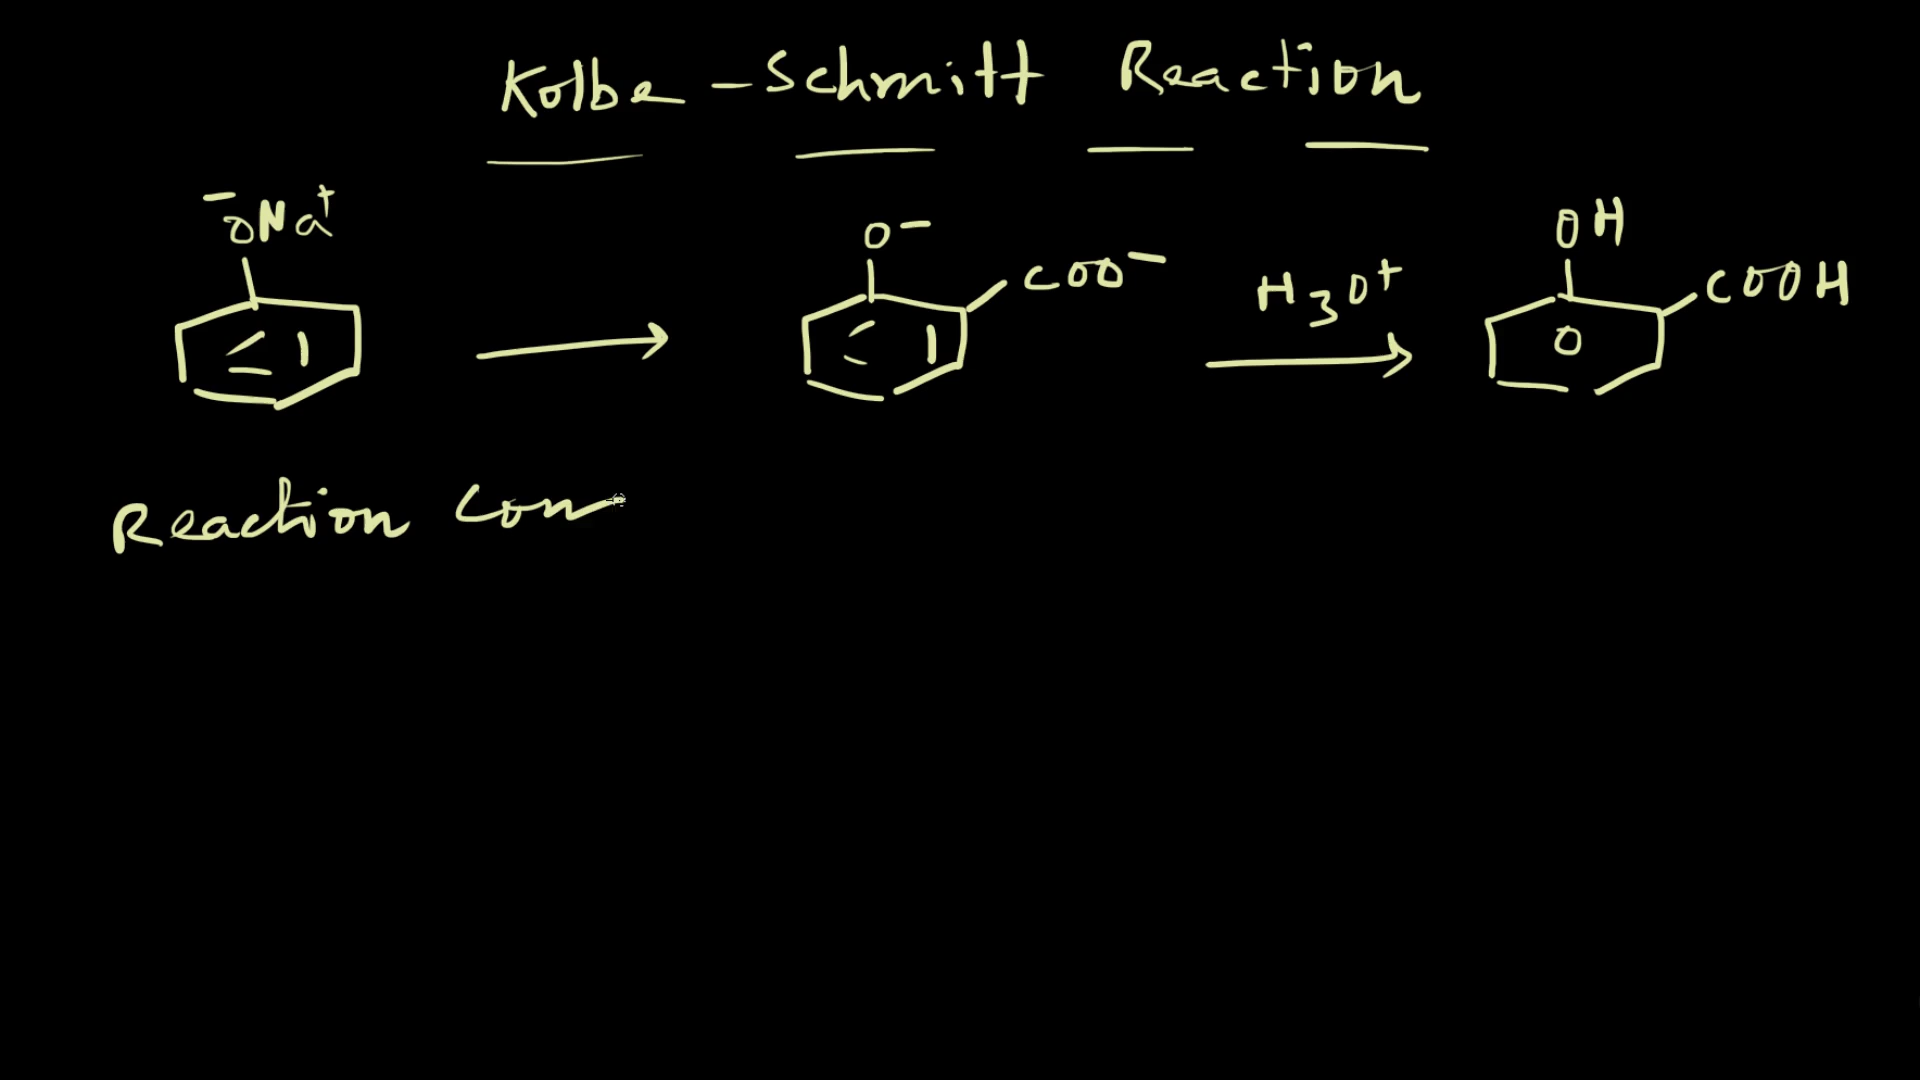 Kolbe - Schmitt Reaction
⁻ONa⁺
O⁻
COO⁻
H₃O⁺
OH
COOH
Reaction Con